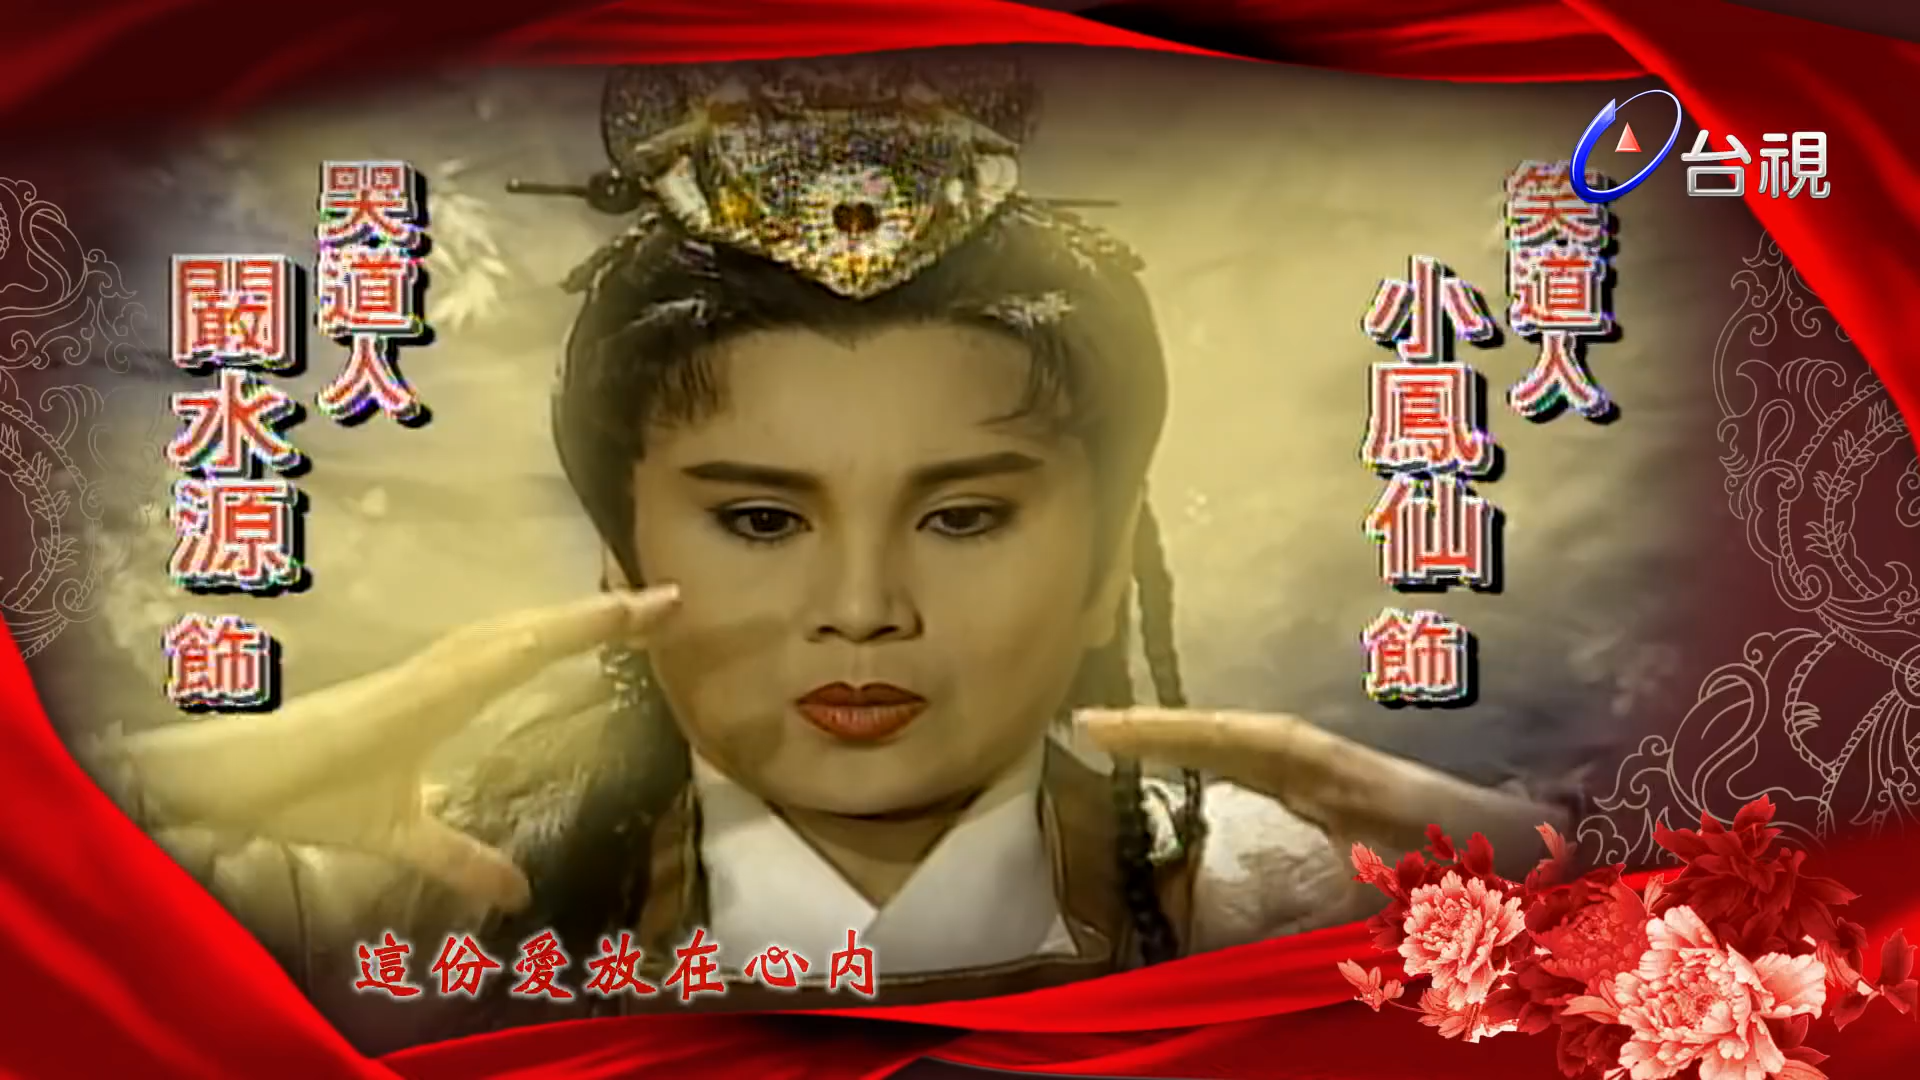 台視
笑道人
小鳳仙 飾
哭道人
闞水源 飾
這份愛放在心內